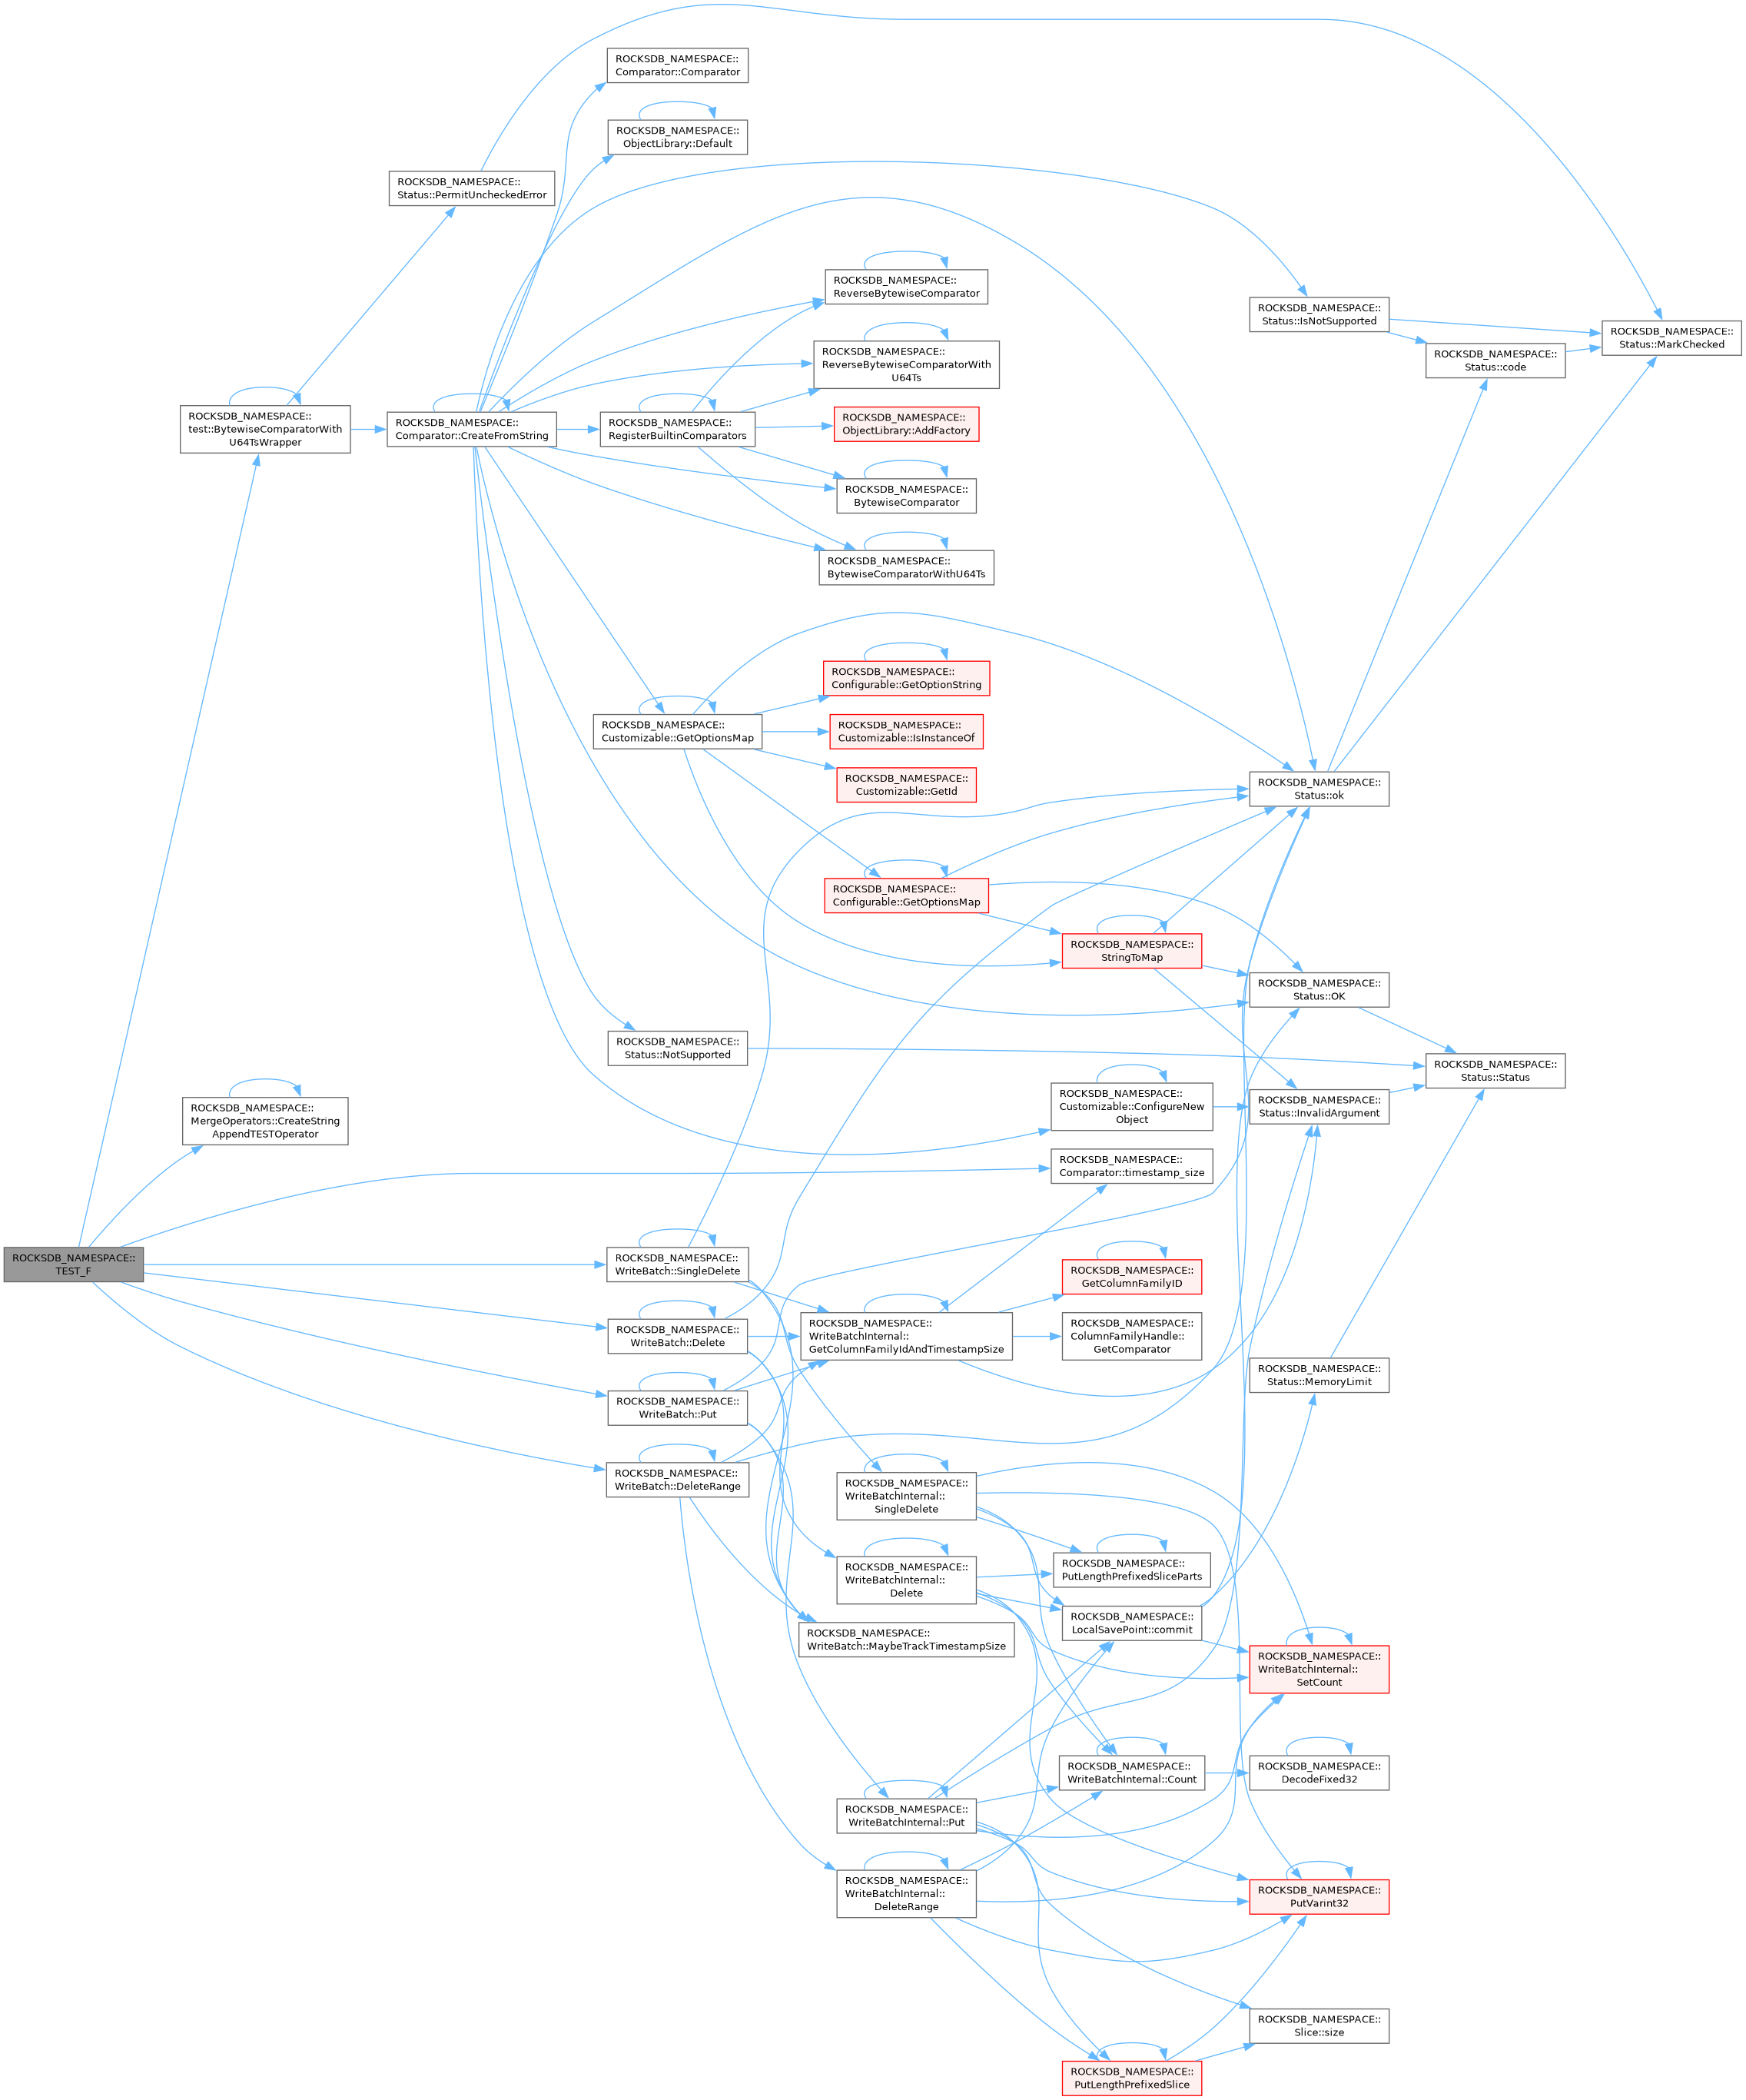 ROCKSDB_NAMESPACE::
Comparator::Comparator
ROCKSDB_NAMESPACE::
ObjectLibrary::Default
ROCKSDB_NAMESPACE::
Status::PermitUncheckedError
ROCKSDB_NAMESPACE::
ReverseBytewiseComparator
ROCKSDB_NAMESPACE::
Status::IsNotSupported
ROCKSDB_NAMESPACE::
Status::MarkChecked
ROCKSDB_NAMESPACE::
ReverseBytewiseComparatorWith
U64Ts
ROCKSDB_NAMESPACE::
Status::code
ROCKSDB_NAMESPACE::
test::BytewiseComparatorWith
U64TsWrapper
ROCKSDB_NAMESPACE::
Comparator::CreateFromString
ROCKSDB_NAMESPACE::
RegisterBuiltinComparators
ROCKSDB_NAMESPACE::
ObjectLibrary::AddFactory
ROCKSDB_NAMESPACE::
BytewiseComparator
ROCKSDB_NAMESPACE::
BytewiseComparatorWithU64Ts
ROCKSDB_NAMESPACE::
Configurable::GetOptionString
ROCKSDB_NAMESPACE::
Customizable::GetOptionsMap
ROCKSDB_NAMESPACE::
Customizable::IsInstanceOf
ROCKSDB_NAMESPACE::
Customizable::GetId
ROCKSDB_NAMESPACE::
Status::ok
ROCKSDB_NAMESPACE::
Configurable::GetOptionsMap
ROCKSDB_NAMESPACE::
StringToMap
ROCKSDB_NAMESPACE::
Status::OK
ROCKSDB_NAMESPACE::
Status::NotSupported
ROCKSDB_NAMESPACE::
Status::Status
ROCKSDB_NAMESPACE::
MergeOperators::CreateString
AppendTESTOperator
ROCKSDB_NAMESPACE::
Customizable::ConfigureNew
Object
ROCKSDB_NAMESPACE::
Status::InvalidArgument
ROCKSDB_NAMESPACE::
Comparator::timestamp_size
ROCKSDB_NAMESPACE::
TEST_F
ROCKSDB_NAMESPACE::
WriteBatch::SingleDelete
ROCKSDB_NAMESPACE::
GetColumnFamilyID
ROCKSDB_NAMESPACE::
WriteBatch::Delete
ROCKSDB_NAMESPACE::
WriteBatchInternal::
GetColumnFamilyIdAndTimestampSize
ROCKSDB_NAMESPACE::
ColumnFamilyHandle::
GetComparator
ROCKSDB_NAMESPACE::
Status::MemoryLimit
ROCKSDB_NAMESPACE::
WriteBatch::Put
ROCKSDB_NAMESPACE::
WriteBatch::DeleteRange
ROCKSDB_NAMESPACE::
WriteBatchInternal::
SingleDelete
ROCKSDB_NAMESPACE::
PutLengthPrefixedSliceParts
ROCKSDB_NAMESPACE::
WriteBatchInternal::
Delete
ROCKSDB_NAMESPACE::
LocalSavePoint::commit
ROCKSDB_NAMESPACE::
WriteBatch::MaybeTrackTimestampSize
ROCKSDB_NAMESPACE::
WriteBatchInternal::
SetCount
ROCKSDB_NAMESPACE::
WriteBatchInternal::Count
ROCKSDB_NAMESPACE::
DecodeFixed32
ROCKSDB_NAMESPACE::
WriteBatchInternal::Put
ROCKSDB_NAMESPACE::
WriteBatchInternal::
DeleteRange
ROCKSDB_NAMESPACE::
PutVarint32
ROCKSDB_NAMESPACE::
Slice::size
ROCKSDB_NAMESPACE::
PutLengthPrefixedSlice